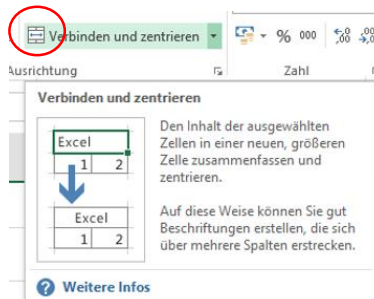 Verbinden und zentrieren % 000 ←,0 ,00 ,00
Ausrichtung Zahl
Verbinden und zentrieren
Den Inhalt der ausgewählten
Zellen in einer neuen, größeren
Zelle zusammenfassen und
zentrieren.
Excel
1 2
Auf diese Weise können Sie gut
Beschriftungen erstellen, die sich
über mehrere Spalten erstrecken.
Excel
1 2
Weitere Infos